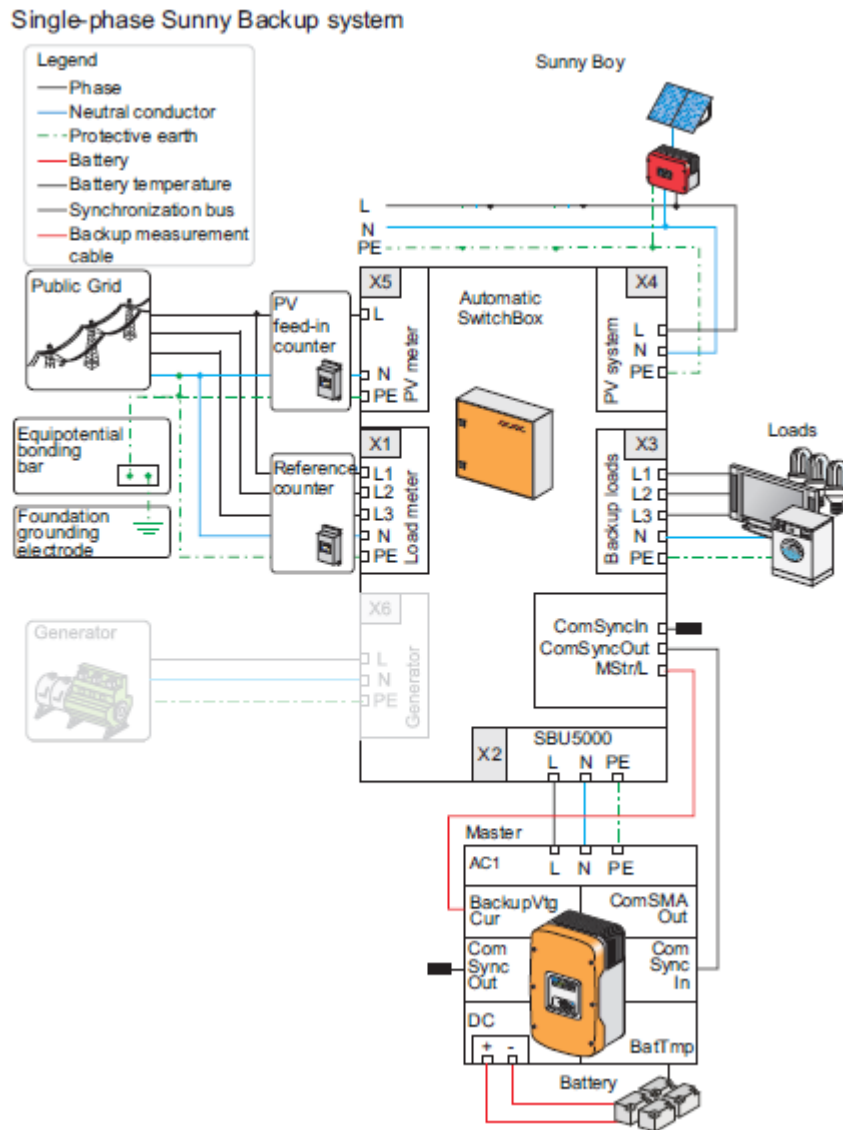 Single-phase Sunny Backup system
Legend
Phase
Neutral conductor
Protective earth
Battery
Battery temperature
Synchronization bus
Backup measurement
cable
Sunny Boy
L
N
PE
Public Grid
PV
feed-in
counter
X5
L
N
PE
PV meter
Automatic
SwitchBox
X4
L
N
PE
PV system
Equipotential
bonding
bar
Foundation
grounding
electrode
Reference
counter
X1
L1
L2
L3
N
PE
Load meter
X3
L1
L2
L3
N
PE
Backup loads
Loads
Generator
X6
L
N
PE
Generator
ComSyncIn
ComSyncOut
MStr/L
X2
SBU5000
L N PE
Master
AC1
L N PE
BackupVtg
Cur
ComSMA
Out
Com
Sync
Out
Com
Sync
In
DC
+ -
BatTmp
Battery